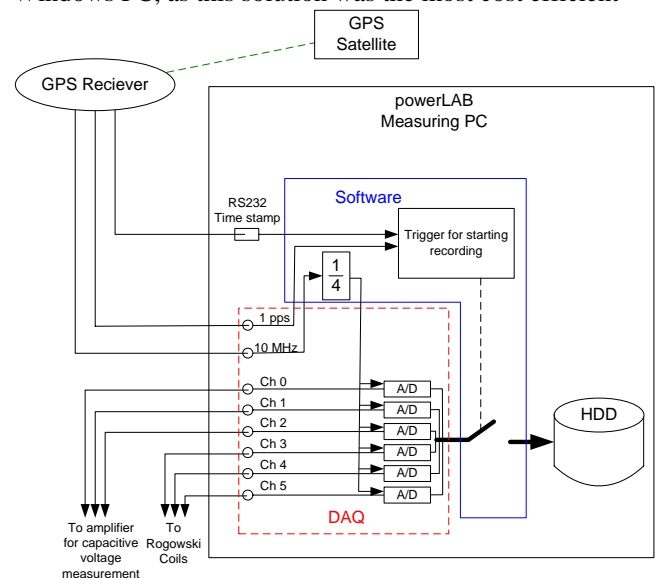 Windows PC, as this solution was the most cost efficient
GPS
Satellite
GPS Reciever
powerLAB
Measuring PC
Software
RS232
Time stamp
Trigger for starting
recording
1
4
1 pps
10 MHz
Ch 0
A/D
Ch 1
A/D
Ch 2
A/D
Ch 3
A/D
Ch 4
A/D
Ch 5
A/D
HDD
DAQ
To amplifier
for capacitive
voltage
measurement
To
Rogowski
Coils